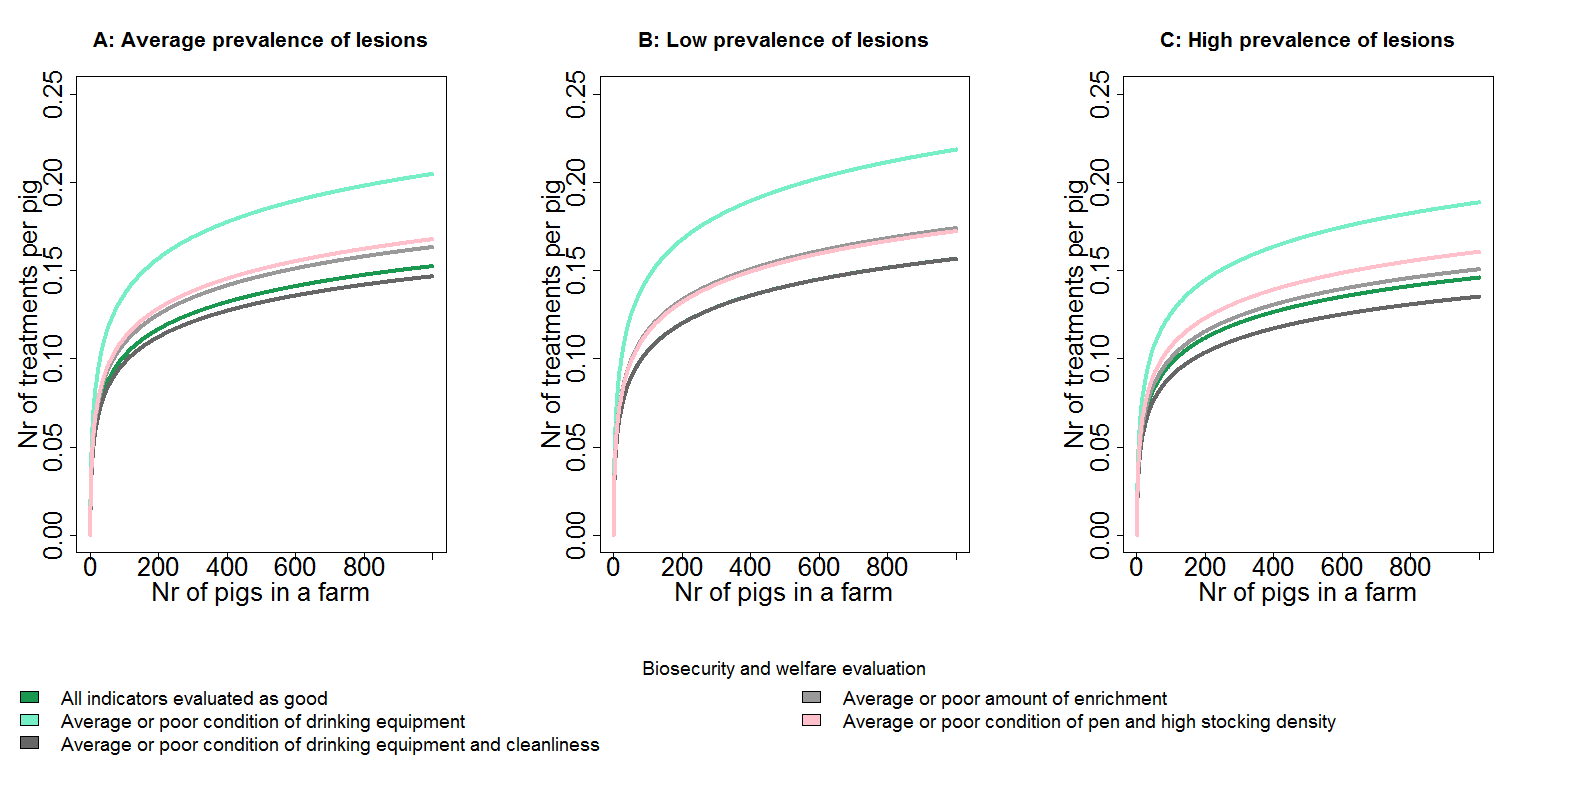 A: Average prevalence of lesions
Nr of treatments per pig
0.00 0.05 0.10 0.15 0.20 0.25
0 200 400 600 800
Nr of pigs in a farm
B: Low prevalence of lesions
Nr of treatments per pig
0.00 0.05 0.10 0.15 0.20 0.25
0 200 400 600 800
Nr of pigs in a farm
C: High prevalence of lesions
Nr of treatments per pig
0.00 0.05 0.10 0.15 0.20 0.25
0 200 400 600 800
Nr of pigs in a farm
Biosecurity and welfare evaluation
All indicators evaluated as good
Average or poor condition of drinking equipment
Average or poor condition of drinking equipment and cleanliness
Average or poor amount of enrichment
Average or poor condition of pen and high stocking density